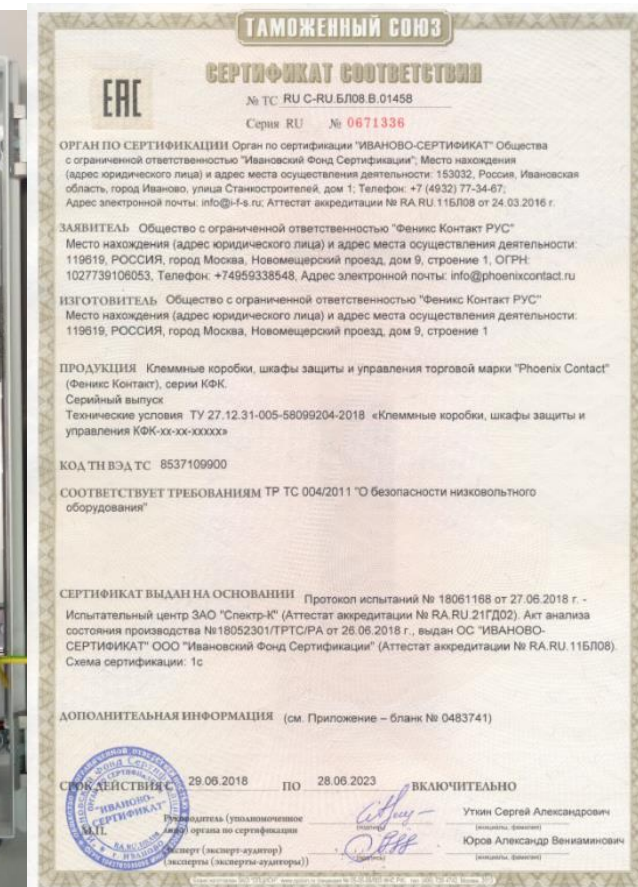 ТАМОЖЕННЫЙ СОЮЗ
СЕРТИФИКАТ СООТВЕТСТВИЯ
ЕАС
№ ТС RU C-RU.БЛ08.В.01458
Серия RU № 0671336
ОРГАН ПО СЕРТИФИКАЦИИ Орган по сертификации "ИВАНОВО-СЕРТИФИКАТ" Общества
с ограниченной ответственностью "Ивановский Фонд Сертификации"; Место нахождения
(адрес юридического лица) и адрес места осуществления деятельности: 153032, Россия, Ивановская
область, город Иваново, улица Станкостроителей, дом 1; Телефон: +7 (4932) 77-34-67;
Адрес электронной почты: info@i-f-s.ru; Аттестат аккредитации № RA.RU.11БЛ08 от 24.03.2016 г.
ЗАЯВИТЕЛЬ Общество с ограниченной ответственностью "Феникс Контакт РУС"
Место нахождения (адрес юридического лица) и адрес места осуществления деятельности:
119619, РОССИЯ, город Москва, Новомещерский проезд, дом 9, строение 1, ОГРН:
1027739106053, Телефон: +74959338548, Адрес электронной почты: info@phoenixcontact.ru
ИЗГОТОВИТЕЛЬ Общество с ограниченной ответственностью "Феникс Контакт РУС"
Место нахождения (адрес юридического лица) и адрес места осуществления деятельности:
119619, РОССИЯ, город Москва, Новомещерский проезд, дом 9, строение 1
ПРОДУКЦИЯ Клеммные коробки, шкафы защиты и управления торговой марки "Phoenix Contact"
(Феникс Контакт), серии КФК.
Серийный выпуск
Технические условия ТУ 27.12.31-005-58099204-2018 «Клеммные коробки, шкафы защиты и
управления КФК-хх-хх-ххххх»
КОД ТН ВЭД ТС 8537109900
СООТВЕТСТВУЕТ ТРЕБОВАНИЯМ ТР ТС 004/2011 "О безопасности низковольтного
оборудования"
СЕРТИФИКАТ ВЫДАН НА ОСНОВАНИИ Протокол испытаний № 18061168 от 27.06.2018 г. -
Испытательный центр ЗАО "Спектр-К" (Аттестат аккредитации № RA.RU.21ГД02). Акт анализа
состояния производства №18052301/ТРТС/РА от 26.06.2018 г., выдан ОС "ИВАНОВО-
СЕРТИФИКАТ" ООО "Ивановский Фонд Сертификации" (Аттестат аккредитации № RA.RU.11БЛ08).
Схема сертификации: 1с
ДОПОЛНИТЕЛЬНАЯ ИНФОРМАЦИЯ (см. Приложение – бланк № 0483741)
СРОК ДЕЙСТВИЯ С 29.06.2018 ПО 28.06.2023 ВКЛЮЧИТЕЛЬНО
"ИВАНОВО-
СЕРТИФИКАТ"
М.П.
Руководитель (уполномоченное
лицо) органа по сертификации
(подпись)
Уткин Сергей Александрович
(инициалы, фамилия)
Эксперт (эксперт-аудитор)
(эксперты (эксперты-аудиторы))
(подпись)
Юров Александр Вениаминович
(инициалы, фамилия)